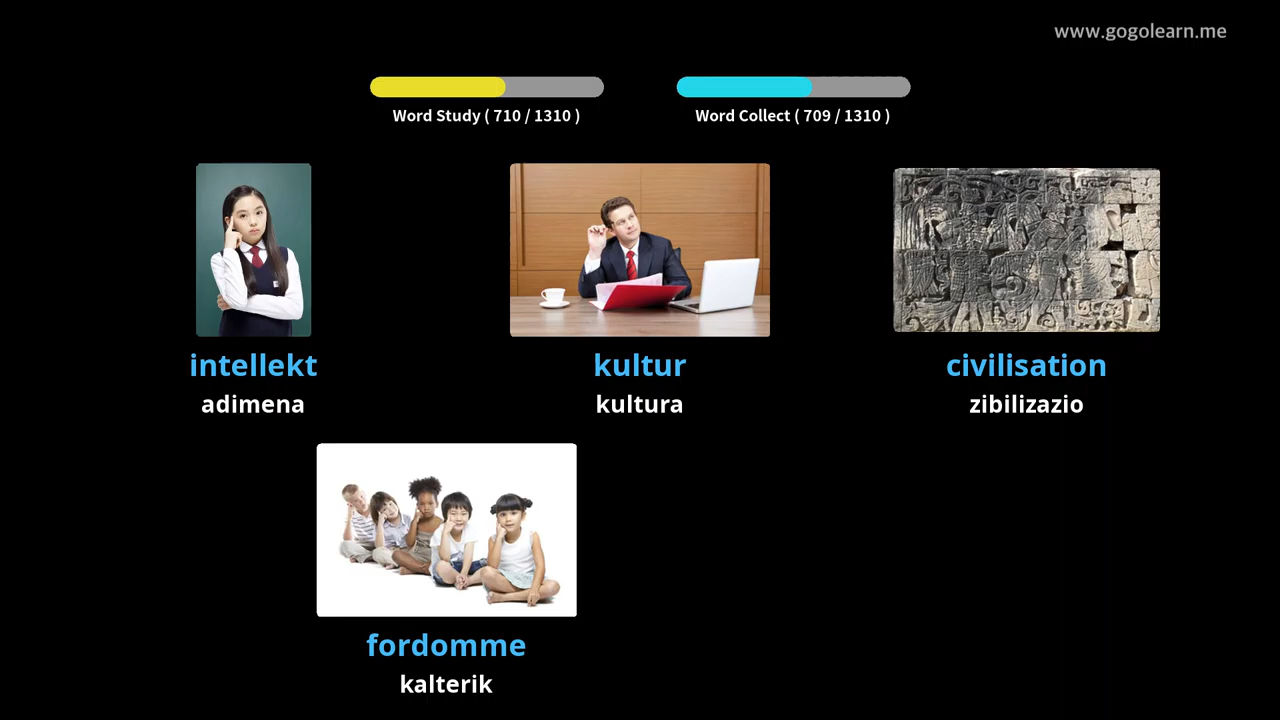 www.gogolearn.me
Word Study ( 710 / 1310 )
Word Collect ( 709 / 1310 )
intellekt
adimena
kultur
kultura
civilisation
zibilizazio
fordomme
kalterik